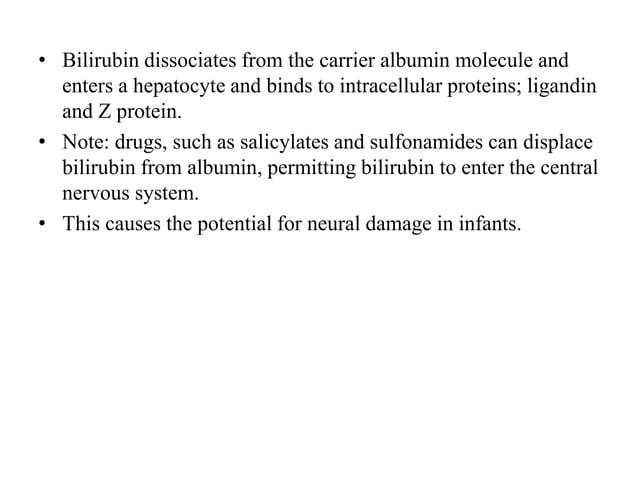 • Bilirubin dissociates from the carrier albumin molecule and
enters a hepatocyte and binds to intracellular proteins; ligandin
and Z protein.
• Note: drugs, such as salicylates and sulfonamides can displace
bilirubin from albumin, permitting bilirubin to enter the central
nervous system.
• This causes the potential for neural damage in infants.